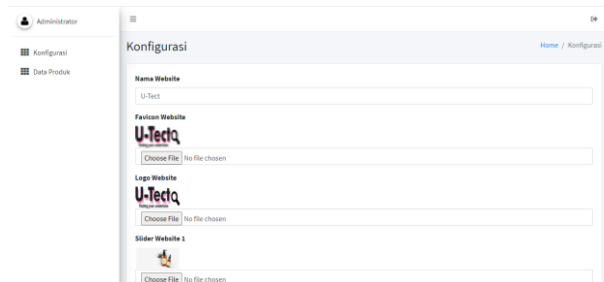 Administrator
Konfigurasi
Data Produk
Konfigurasi
Home / Konfigurasi
Nama Website
U-Tect
Favicon Website
U-Tect
Choose File No file chosen
Logo Website
U-Tect
Choose File No file chosen
Slider Website 1
Choose File No file chosen